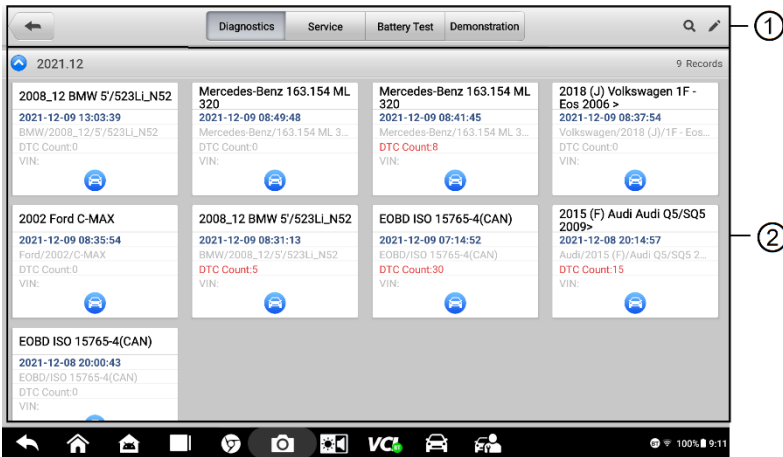 Diagnostics Service Battery Test Demonstration
1
2021.12 9 Records
2008_12 BMW 5'/523Li_N52
2021-12-09 13:03:39
BMW/2008_12/5'/523Li_N52
DTC Count:0
VIN:
Mercedes-Benz 163.154 ML
320
2021-12-09 08:49:48
Mercedes-Benz/163.154 ML 3...
DTC Count:0
VIN:
Mercedes-Benz 163.154 ML
320
2021-12-09 08:41:45
Mercedes-Benz/163.154 ML 3...
DTC Count:8
VIN:
2018 (J) Volkswagen 1F -
Eos 2006 >
2021-12-09 08:37:54
Volkswagen/2018 (J)/1F - Eos...
DTC Count:0
VIN:
2002 Ford C-MAX
2021-12-09 08:35:54
Ford/2002/C-MAX
DTC Count:0
VIN:
2008_12 BMW 5'/523Li_N52
2021-12-09 08:31:13
BMW/2008_12/5'/523Li_N52
DTC Count:5
VIN:
EOBD ISO 15765-4(CAN)
2021-12-09 07:14:52
EOBD/ISO 15765-4(CAN)
DTC Count:30
VIN:
2015 (F) Audi Audi Q5/SQ5
2009>
2021-12-08 20:14:57
Audi/2015 (F)/Audi Q5/SQ5 2...
DTC Count:15
VIN:
2
EOBD ISO 15765-4(CAN)
2021-12-08 20:00:43
EOBD/ISO 15765-4(CAN)
DTC Count:0
VIN:
VCI 100% 9:11